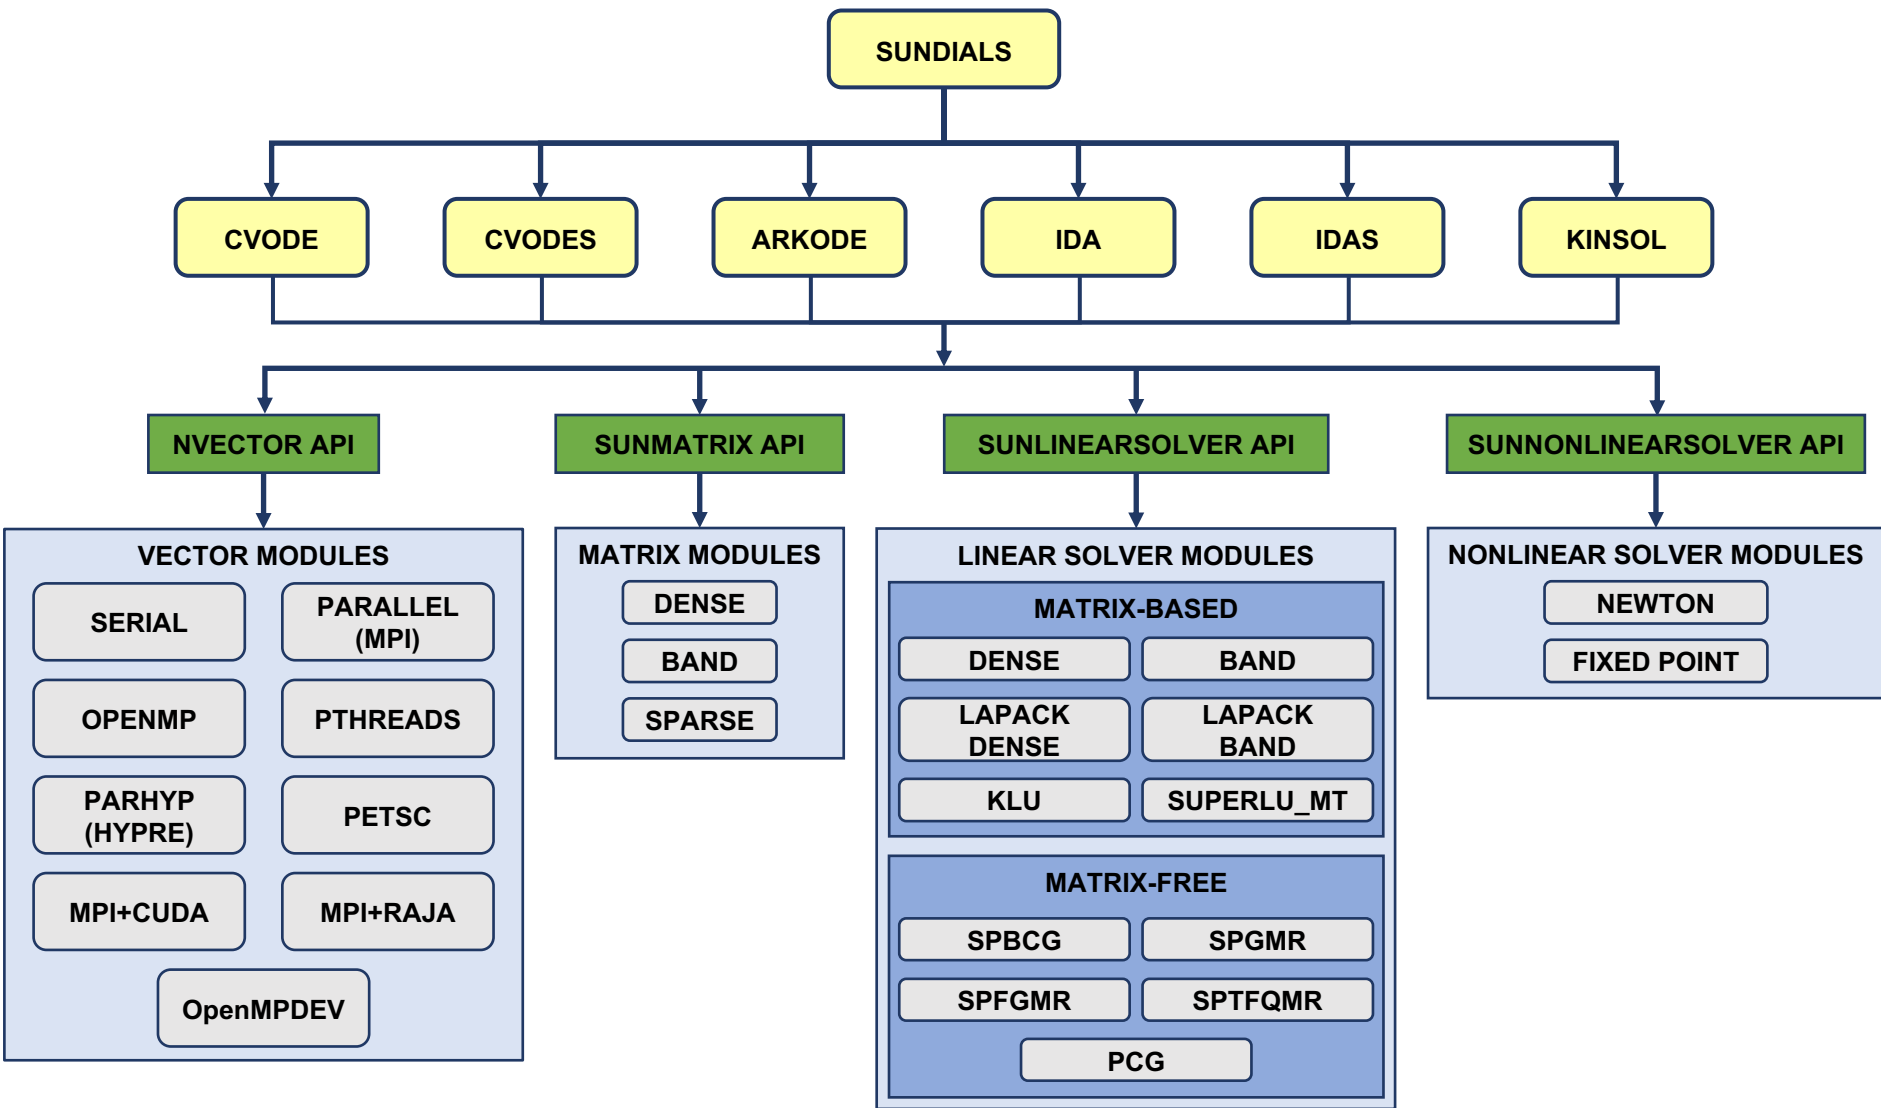 SUNDIALS
CVODE
CVODES
ARKODE
IDA
IDAS
KINSOL
NVECTOR API
SUNMATRIX API
SUNLINEARSOLVER API
SUNNONLINEARSOLVER API
VECTOR MODULES
SERIAL
PARALLEL
(MPI)
OPENMP
PTHREADS
PARHYP
(HYPRE)
PETSC
MPI+CUDA
MPI+RAJA
OpenMPDEV
MATRIX MODULES
DENSE
BAND
SPARSE
LINEAR SOLVER MODULES
MATRIX-BASED
DENSE
BAND
LAPACK
DENSE
LAPACK
BAND
KLU
SUPERLU_MT
MATRIX-FREE
SPBCG
SPGMR
SPFGMR
SPTFQMR
PCG
NONLINEAR SOLVER MODULES
NEWTON
FIXED POINT